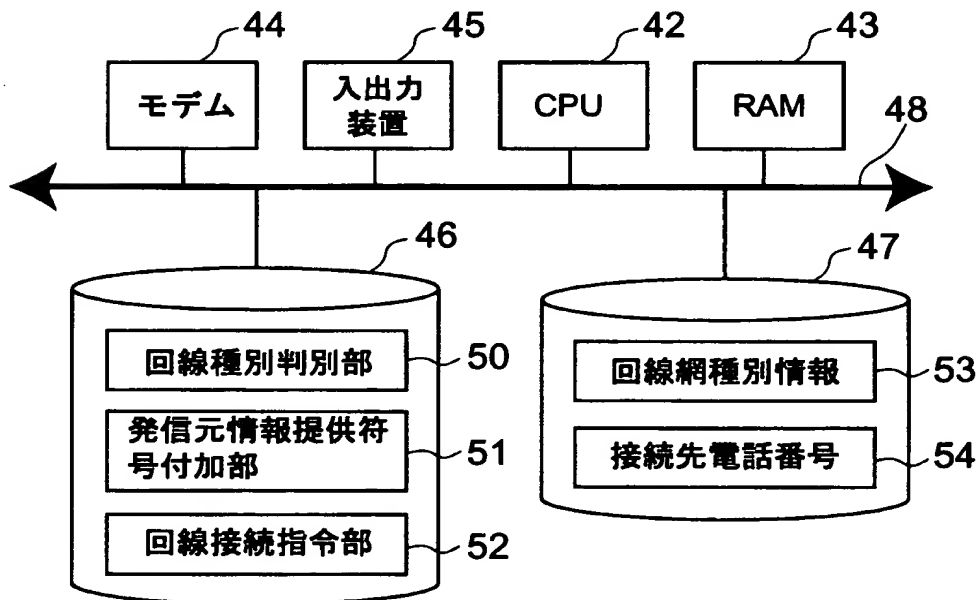 44
45
42
43
モデム
入出力
装置
CPU
RAM
48
46
47
回線種別判別部
50
発信元情報提供符
号付加部
51
回線接続指令部
52
回線網種別情報
53
接続先電話番号
54